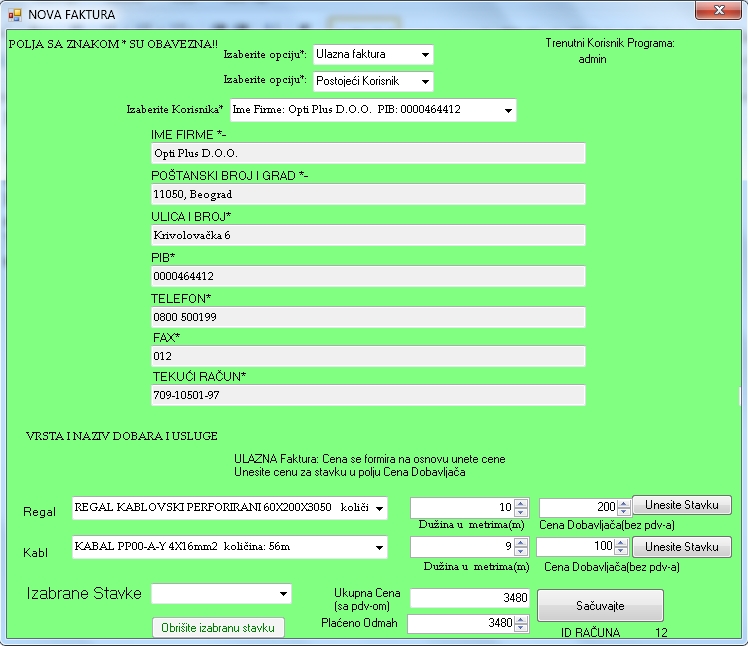 NOVA FAKTURA
POLJA SA ZNAKOM * SU OBAVEZNA!!
Trenutni Korisnik Programa:
admin
Izaberite opciju*: Ulazna faktura
Izaberite opciju*: Postojeći Korisnik
Izaberite Korisnika* Ime Firme: Opti Plus D.O.O. PIB: 0000464412
IME FIRME *-
Opti Plus D.O.O.
POŠTANSKI BROJ I GRAD *-
11050, Beograd
ULICA I BROJ*
Krivolovačka 6
PIB*
0000464412
TELEFON*
0800 500199
FAX*
012
TEKUĆI RAČUN*
709-10501-97
VRSTA I NAZIV DOBARA I USLUGE
ULAZNA Faktura: Cena se formira na osnovu unete cene
Unesite cenu za stavku u polju Cena Dobavljača
Regal REGAL KABLOVSKI PERFORIRANI 60X200X3050 količi 10 200 Unesite Stavku
Dužina u metrima(m) Cena Dobavljača(bez pdv-a)
Kabl KABAL PP00-A-Y 4X16mm2 količina: 56m 9 100 Unesite Stavku
Dužina u metrima(m) Cena Dobavljača(bez pdv-a)
Izabrane Stavke
Ukupna Cena
(sa pdv-om) 3480
Sačuvajte
Obrišite izabranu stavku
Plaćeno Odmah 3480
ID RAČUNA 12